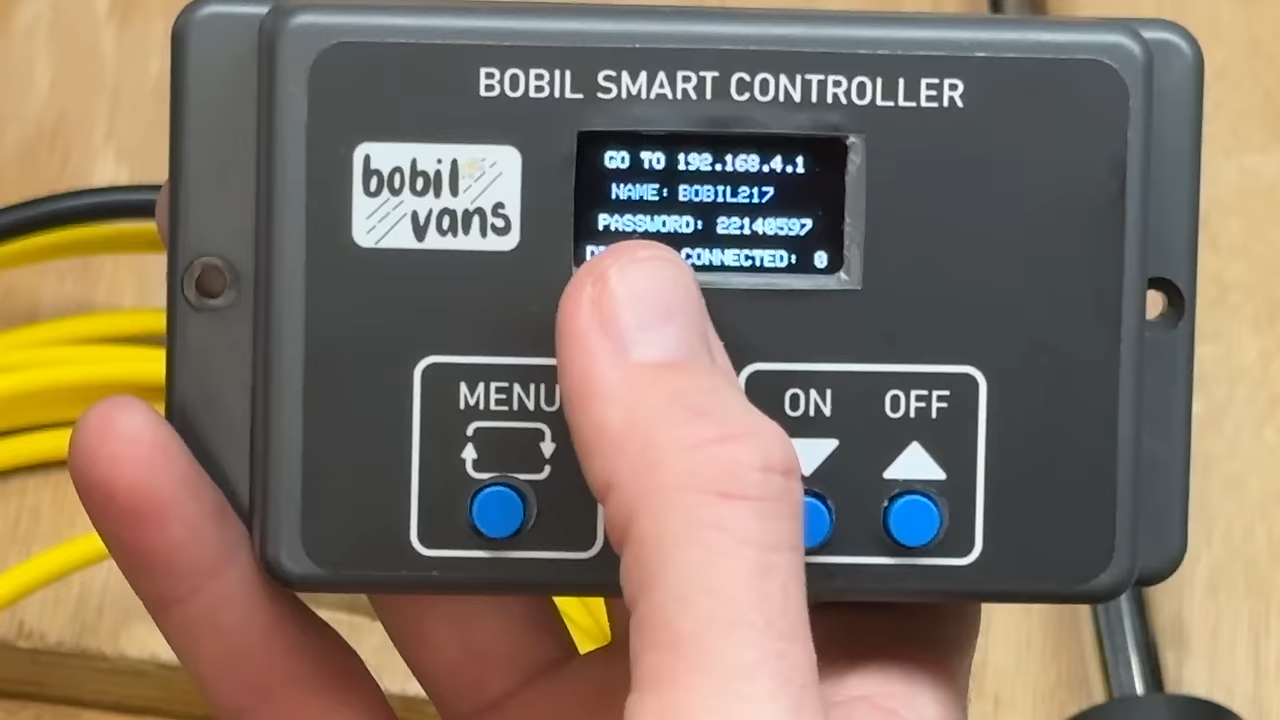 BOBIL SMART CONTROLLER
bobil
vans
GO TO 192.168.4.1
NAME: BOBIL217
PASSWORD: 22140597
CONNECTED: 0
MENU
ON OFF